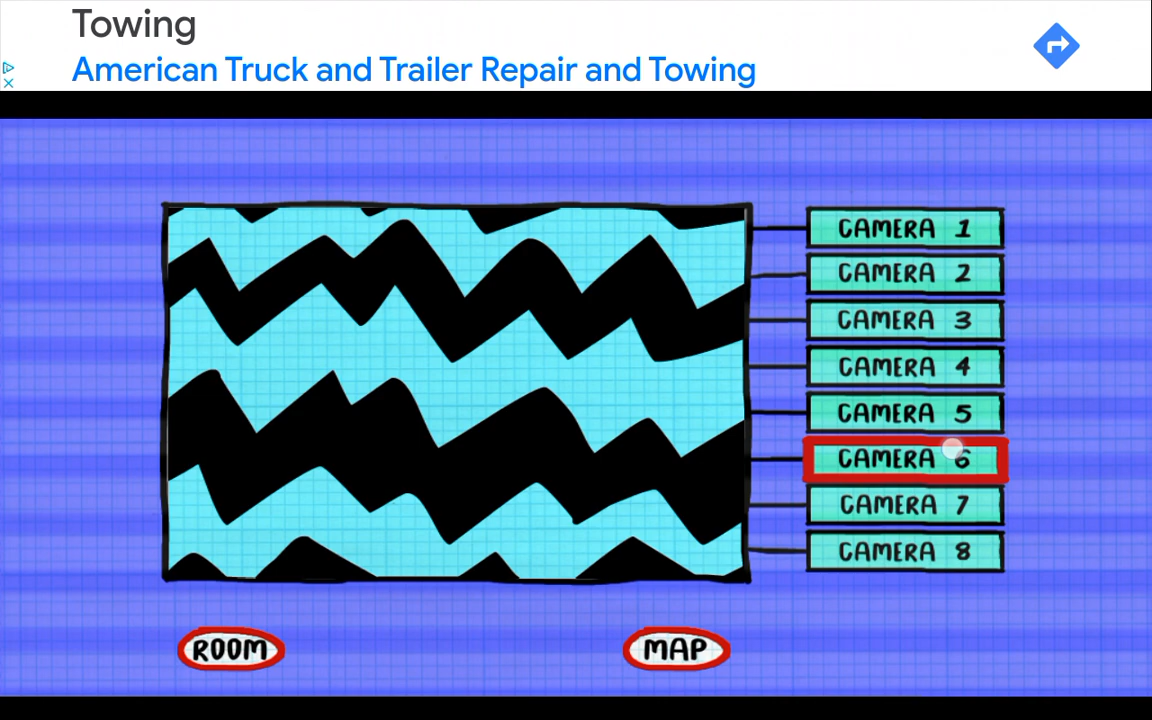 Towing
American Truck and Trailer Repair and Towing
CAMERA 1
CAMERA 2
CAMERA 3
CAMERA 4
CAMERA 5
CAMERA 6
CAMERA 7
CAMERA 8
ROOM
MAP